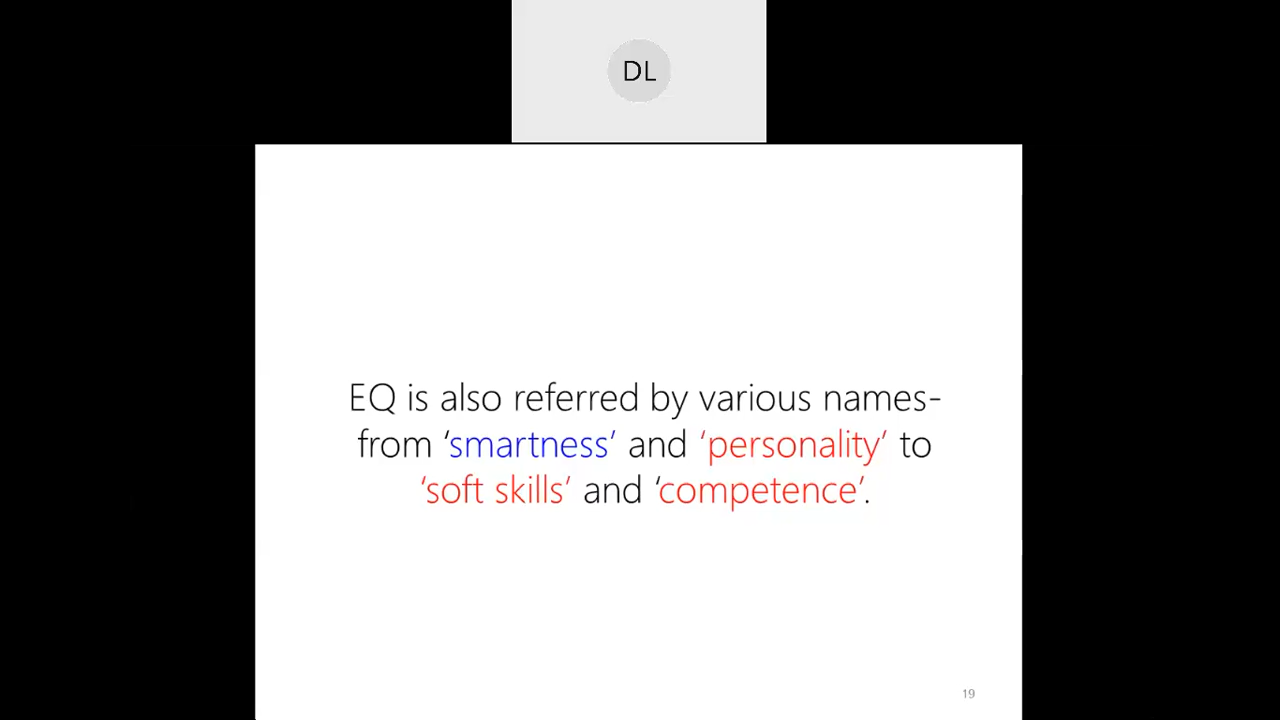 DL
EQ is also referred by various names-
from ‘smartness’ and ‘personality’ to
‘soft skills’ and ‘competence’.
19